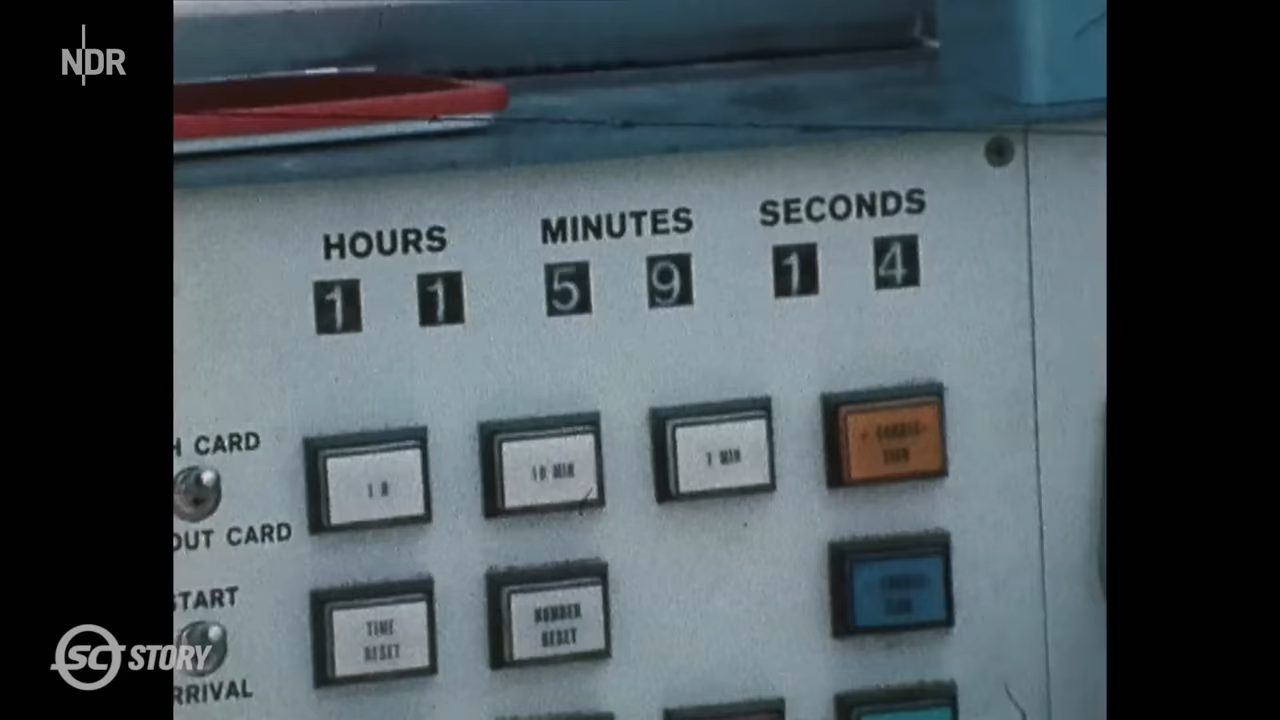 NDR
HOURS MINUTES SECONDS
1 1 5 9 1 4
H CARD
OUT CARD
1 H 10 MIN 1 MIN
START
RRIVAL
TIME
RESET
NUMBER
RESET
SC STORY